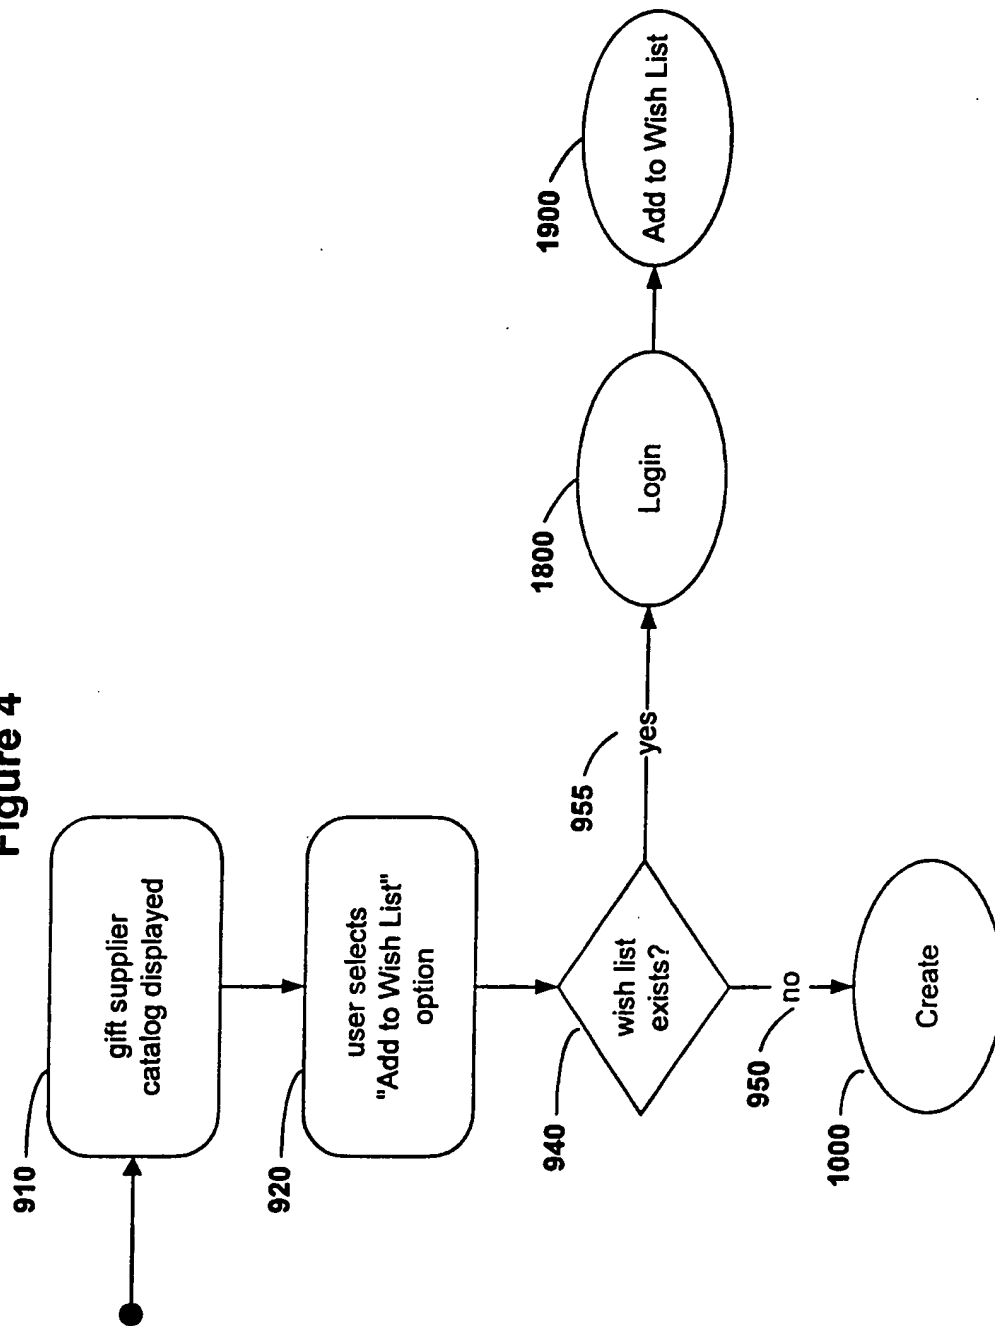 Figure 4
910
gift supplier
catalog displayed
920
user selects
"Add to Wish List"
option
940
wish list
exists?
955
yes
1800
Login
1900
Add to Wish List
950
no
1000
Create